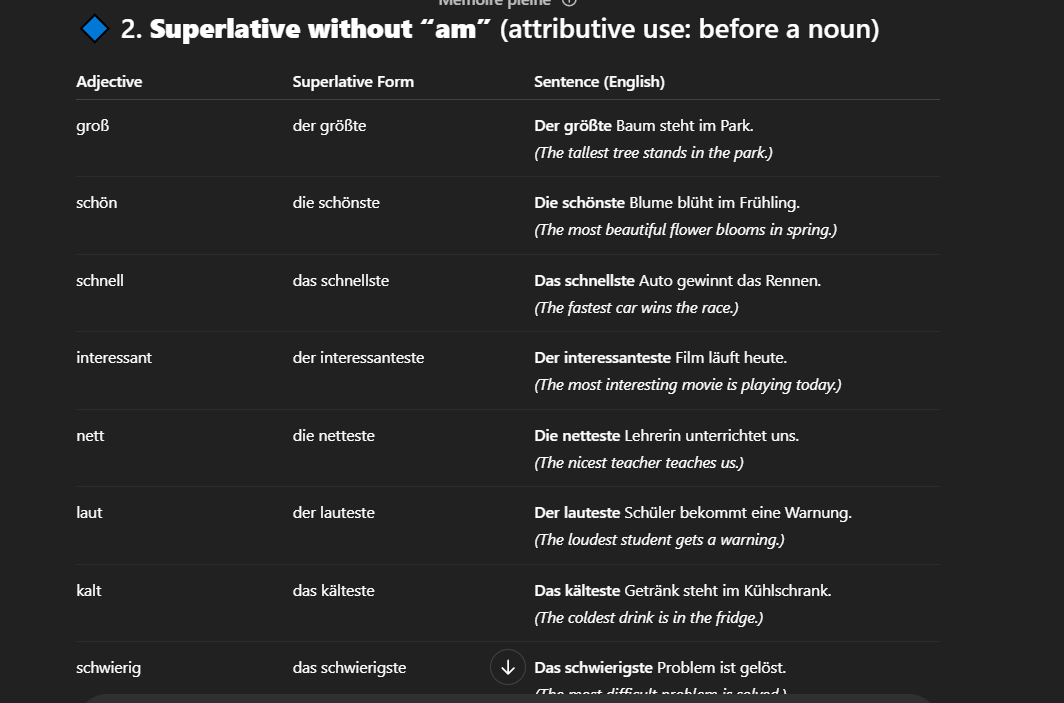 Mémoire pleine
2. Superlative without “am” (attributive use: before a noun)
Adjective Superlative Form Sentence (English)
groß der größte Der größte Baum steht im Park.
(The tallest tree stands in the park.)
schön die schönste Die schönste Blume blüht im Frühling.
(The most beautiful flower blooms in spring.)
schnell das schnellste Das schnellste Auto gewinnt das Rennen.
(The fastest car wins the race.)
interessant der interessanteste Der interessanteste Film läuft heute.
(The most interesting movie is playing today.)
nett die netteste Die netteste Lehrerin unterrichtet uns.
(The nicest teacher teaches us.)
laut der lauteste Der lauteste Schüler bekommt eine Warnung.
(The loudest student gets a warning.)
kalt das kälteste Das kälteste Getränk steht im Kühlschrank.
(The coldest drink is in the fridge.)
schwierig das schwierigste Das schwierigste Problem ist gelöst.
(The most difficult problem is solved.)